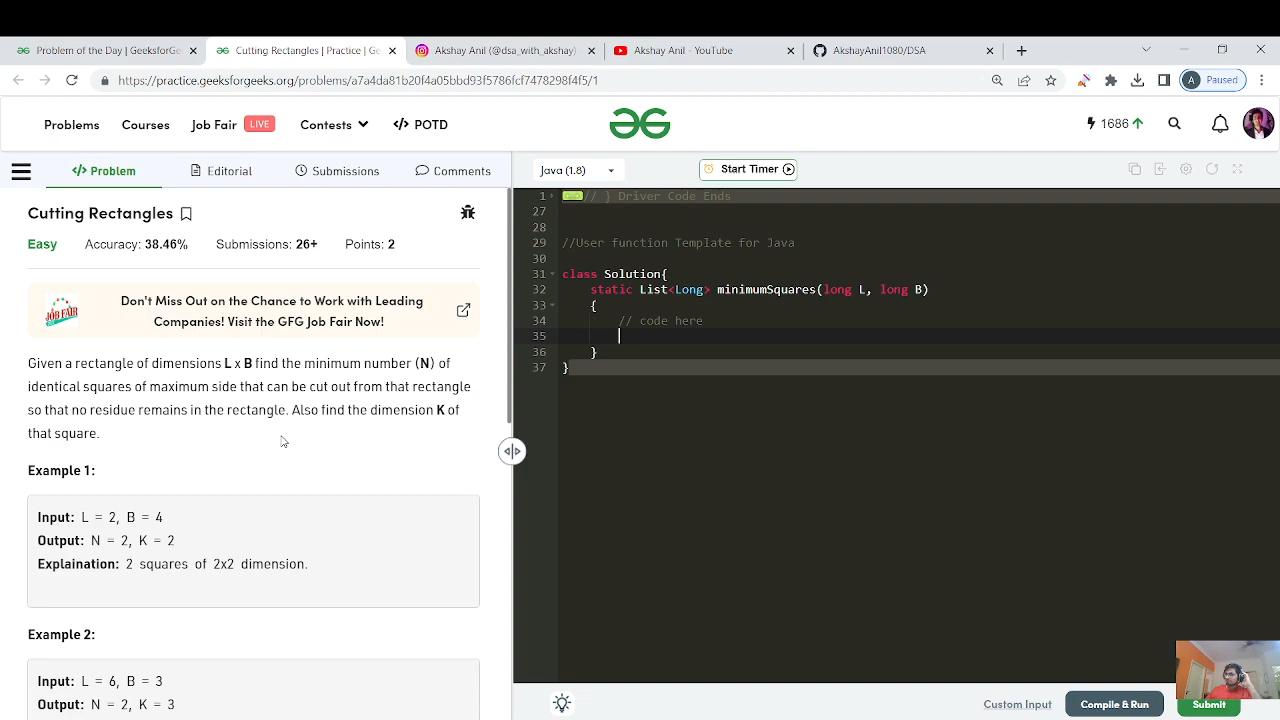 Problem of the Day | GeeksforGee
Cutting Rectangles | Practice | Ge
Akshay Anil (@dsa_with_akshay)
Akshay Anil - YouTube
AkshayAnil1080/DSA
https://practice.geeksforgeeks.org/problems/a7a4da81b20f4a05bbd93f5786fcf7478298f4f5/1
A Paused
Problems
Courses
Job Fair LIVE
Contests
</> POTD
1686
</> Problem
Editorial
Submissions
Comments
Java (1.8)
Start Timer
Cutting Rectangles
Easy Accuracy: 38.46% Submissions: 26+ Points: 2
JOB FAIR
Don't Miss Out on the Chance to Work with Leading
Companies! Visit the GFG Job Fair Now!
Given a rectangle of dimensions L x B find the minimum number (N) of
identical squares of maximum side that can be cut out from that rectangle
so that no residue remains in the rectangle. Also find the dimension K of
that square.
Example 1:
Input: L = 2, B = 4
Output: N = 2, K = 2
Explaination: 2 squares of 2x2 dimension.
Example 2:
Input: L = 6, B = 3
Output: N = 2, K = 3
1 // } Driver Code Ends
27
28
29 //User function Template for Java
30
31 class Solution{
32 static List<Long> minimumSquares(long L, long B)
33 {
34 // code here
35
36 }
37 }
Custom Input
Compile & Run
Submit